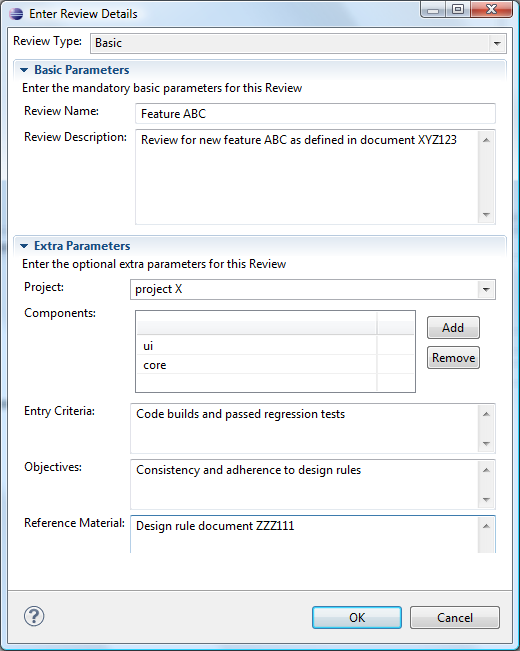 Enter Review Details
Review Type: Basic
Basic Parameters
Enter the mandatory basic parameters for this Review
Review Name: Feature ABC
Review Description: Review for new feature ABC as defined in document XYZ123
Extra Parameters
Enter the optional extra parameters for this Review
Project: project X
Components:
Add
ui
core
Remove
Entry Criteria: Code builds and passed regression tests
Objectives: Consistency and adherence to design rules
Reference Material: Design rule document ZZZ111
? OK Cancel